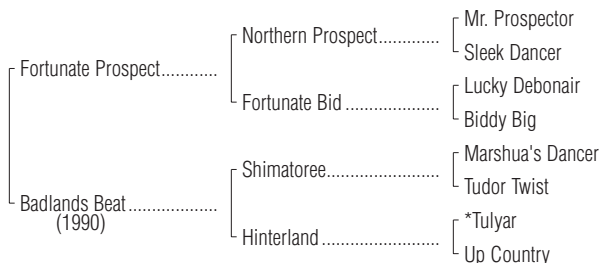 Mr. Prospector
Northern Prospect.............
Sleek Dancer
Fortunate Prospect............
Lucky Debonair
Fortunate Bid ....................
Biddy Big
Marshua's Dancer
Shimatoree........................
Tudor Twist
Badlands Beat...................
(1990)
*Tulyar
Hinterland .........................
Up Country